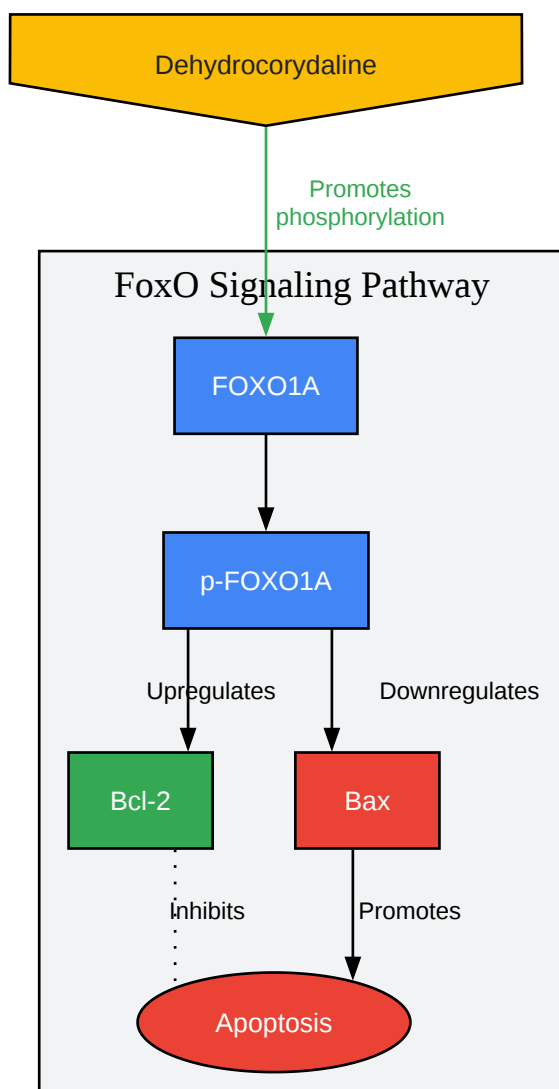 Dehydrocorydaline
Promotes
phosphorylation
FoxO Signaling Pathway
FOXO1A
p-FOXO1A
Upregulates
Downregulates
Bcl-2
Bax
Inhibits
Promotes
Apoptosis